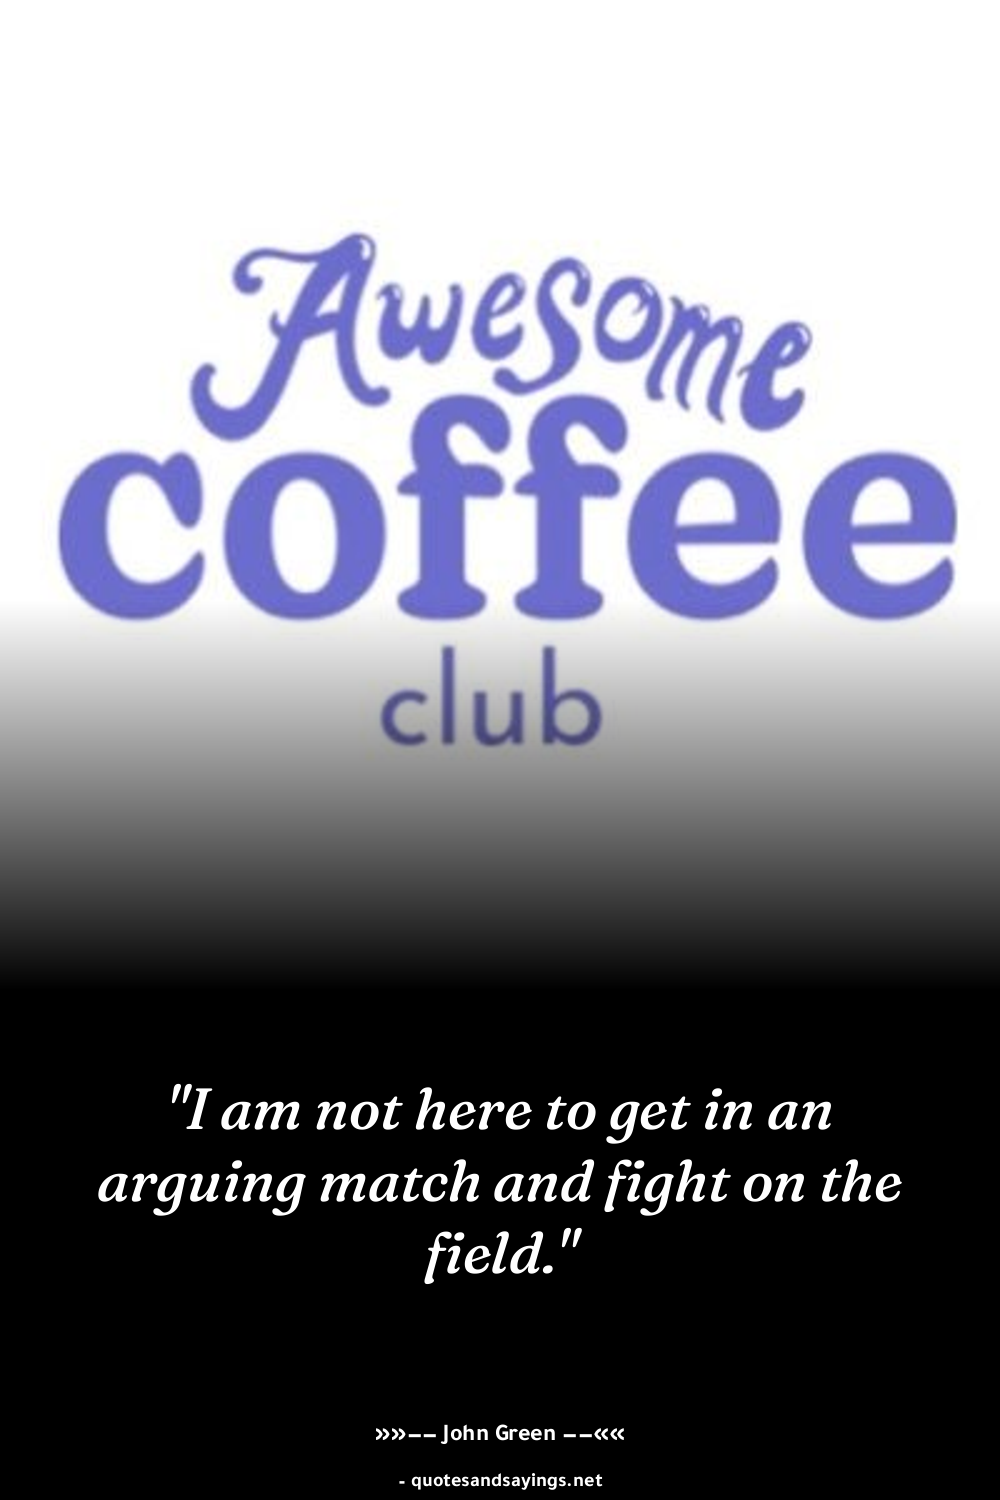 Awesome
coffee
club
"I am not here to get in an
arguing match and fight on the
field."
»»–– John Green ––««
- quotesandsayings.net